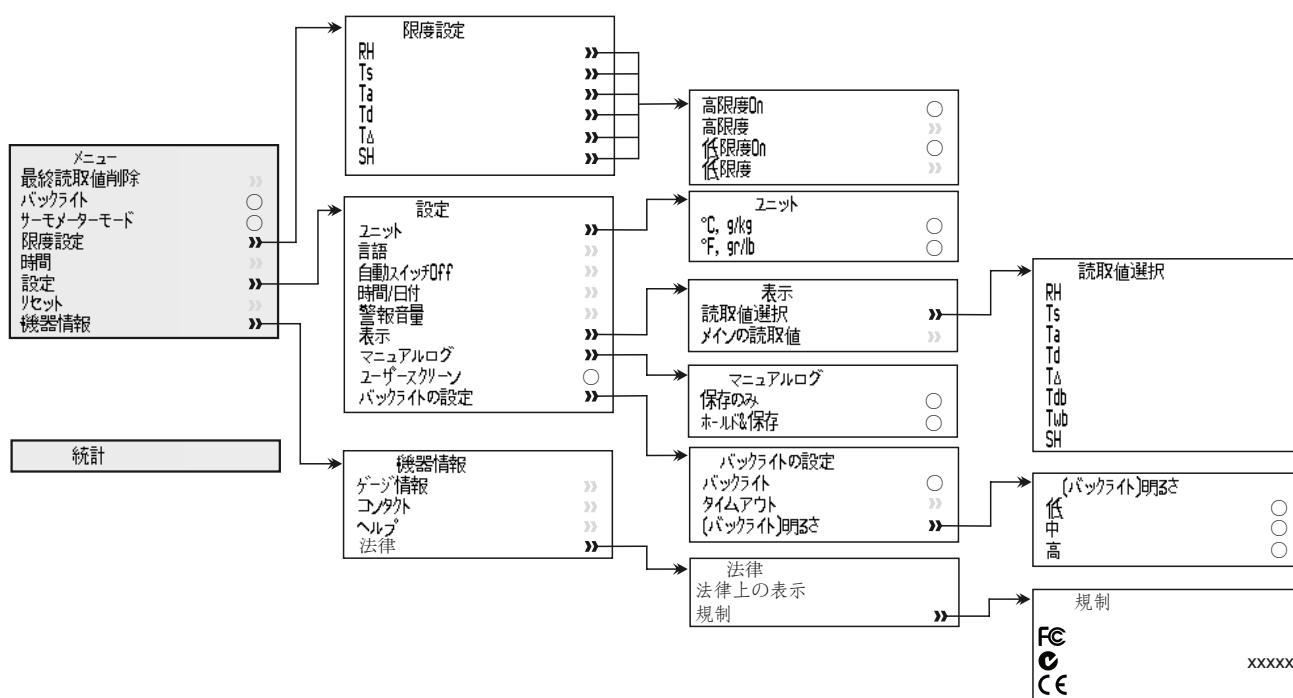 メニュー
最終読取値削除
バックライト
サーモメーターモード
限度設定
時間
設定
リセット
機器情報
統計
限度設定
RH
Ts
Ta
Td
T△
SH
設定
ユニット
言語
自動スイッチOff
時間/日付
警報音量
表示
マニュアルログ
ユーザースクリーン
バックライトの設定
機器情報
ゲージ情報
コンタクト
ヘルプ
法律
高限度On
高限度
低限度On
低限度
ユニット
°C, g/kg
°F, gr/lb
表示
読取値選択
メインの読取値
マニュアルログ
保存のみ
ホールド&保存
バックライトの設定
バックライト
タイムアウト
(バックライト)明るさ
法律
法律上の表示
規制
読取値選択
RH
Ts
Ta
Td
T△
Tdb
Twb
SH
(バックライト)明るさ
低
中
高
規制
FC
xxxxx
CE